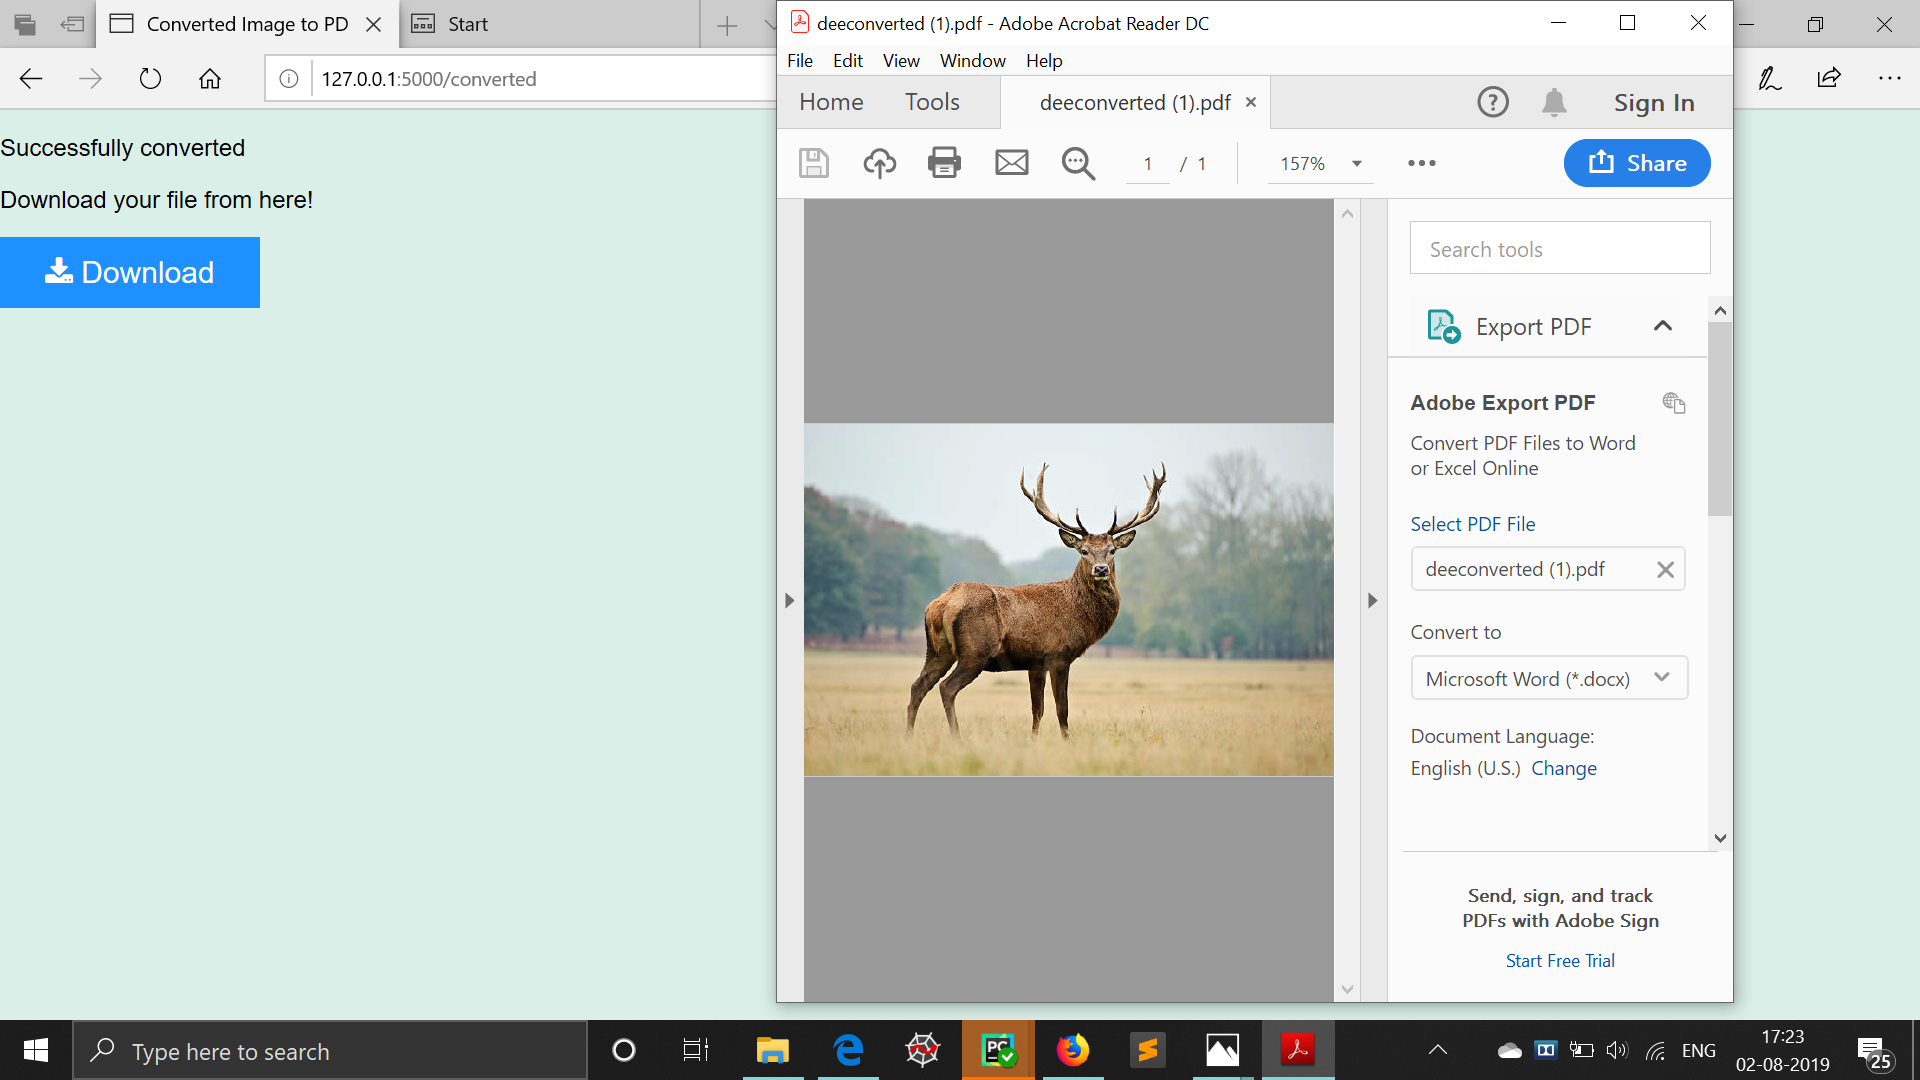 Converted Image to PD
Start
127.0.0.1:5000/converted
Successfully converted
Download your file from here!
Download
deeconverted (1).pdf - Adobe Acrobat Reader DC
File Edit View Window Help
Home Tools deeconverted (1).pdf Sign In
1 / 1 157% Share
Search tools
Export PDF
Adobe Export PDF
Convert PDF Files to Word
or Excel Online
Select PDF File
deeconverted (1).pdf
Convert to
Microsoft Word (*.docx)
Document Language:
English (U.S.) Change
Send, sign, and track
PDFs with Adobe Sign
Start Free Trial
Type here to search
PC
ENG
17:23
02-08-2019
25